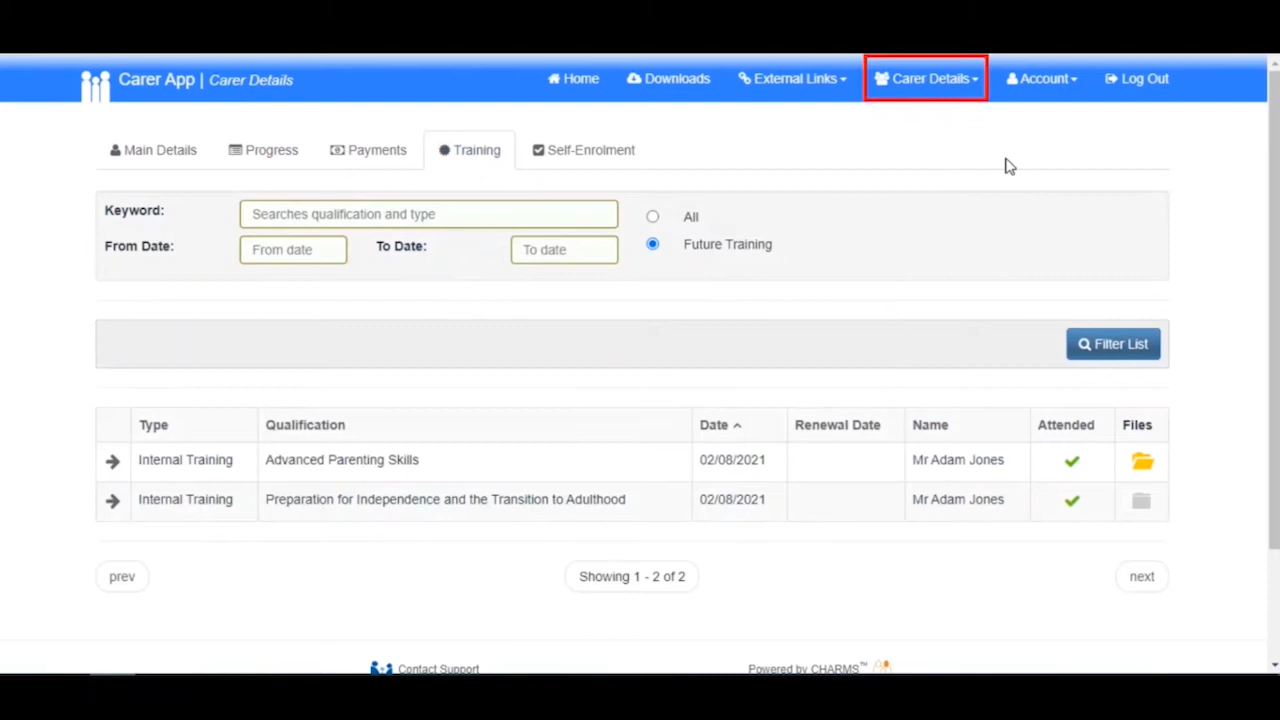 Carer App | Carer Details Home Downloads External Links Carer Details Account Log Out
Main Details Progress Payments Training Self-Enrolment
Keyword: Searches qualification and type All
From Date: From date To Date: To date Future Training
Filter List
Type Qualification Date Renewal Date Name Attended Files
Internal Training Advanced Parenting Skills 02/08/2021 Mr Adam Jones
Internal Training Preparation for Independence and the Transition to Adulthood 02/08/2021 Mr Adam Jones
prev Showing 1 - 2 of 2 next
Contact Support Powered by CHARMS™